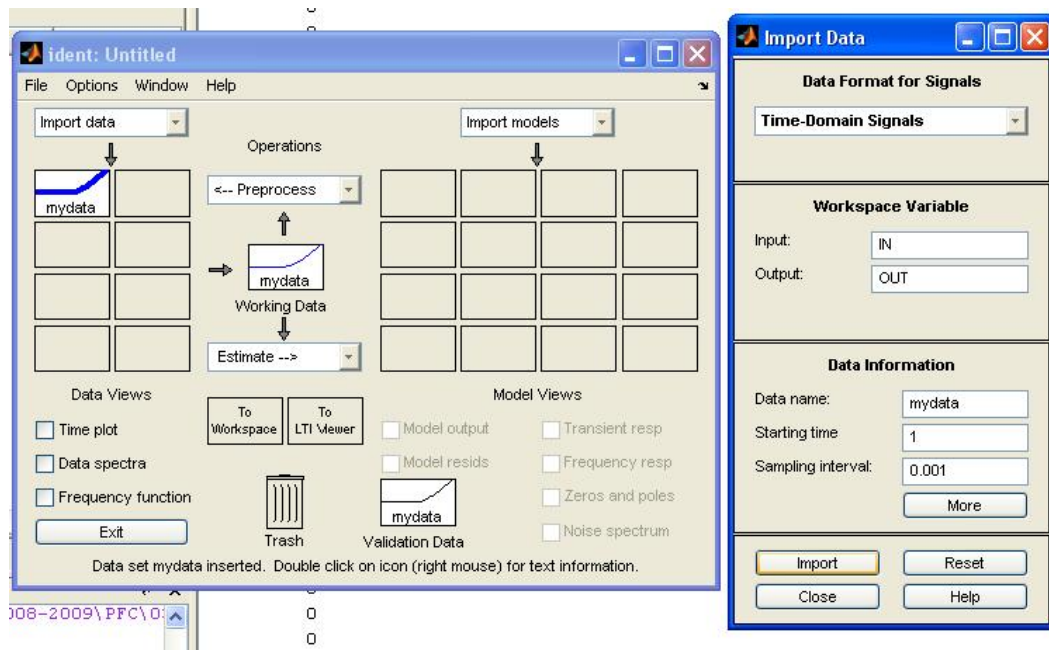 ident: Untitled
File Options Window Help
Import data
Import models
Operations
<-- Preprocess
mydata
mydata
Working Data
Estimate -->
Data Views
Model Views
Time plot
Data spectra
Frequency function
Exit
To Workspace
To LTI Viewer
Trash
Model output
Transient resp
Model resids
Frequency resp
Zeros and poles
Noise spectrum
mydata
Validation Data
Data set mydata inserted. Double click on icon (right mouse) for text information.
008-2009\PFC\0
0
0
Import Data
Data Format for Signals
Time-Domain Signals
Workspace Variable
Input: IN
Output: OUT
Data Information
Data name: mydata
Starting time 1
Sampling interval: 0.001
More
Import Reset
Close Help